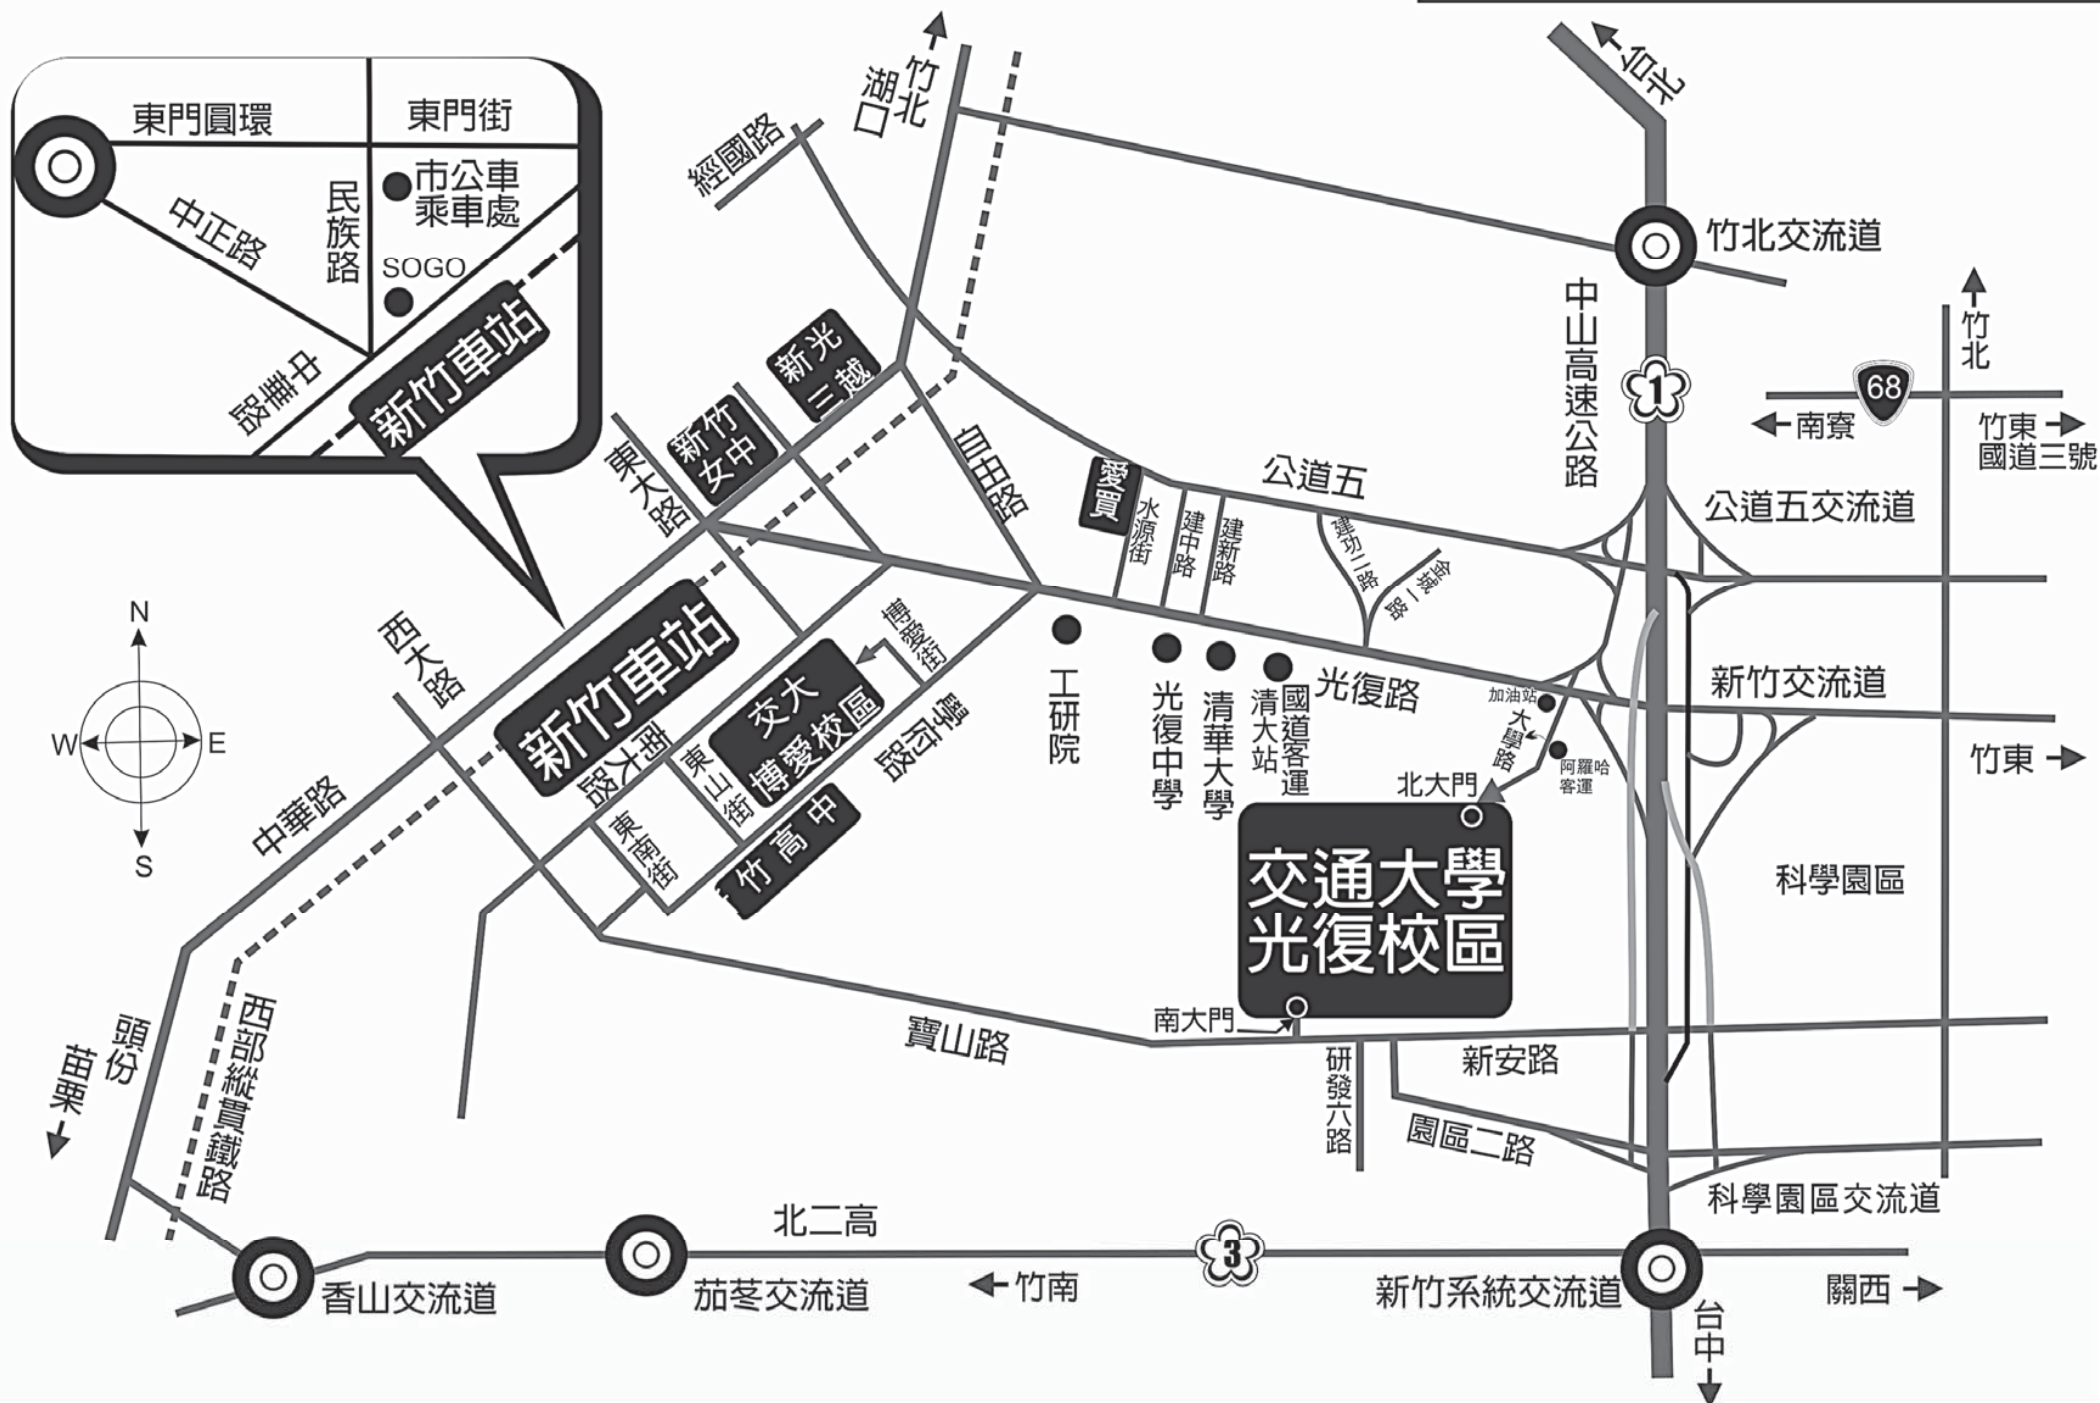 東門圓環
東門街
市公車
乘車處
民族路
中正路
SOGO
中華路
新竹車站
竹北
湖口
經國路
台北
竹北交流道
中山高速公路
1
竹北
68
南寮
竹東
國道三號
新光
三越
新竹
女中
東大路
自由路
愛買
水源街
建中路
建新路
公道五
建功二路
金城一路
公道五交流道
N
W
E
S
西大路
新竹車站
博愛街
交大
博愛校區
學府路
南大路
東山街
東南街
竹高中
工研院
光復中學
清華大學
國道客運
清大站
光復路
加油站
大學路
阿羅哈
客運
新竹交流道
竹東
北大門
交通大學
光復校區
南大門
科學園區
中華路
寶山路
新安路
研發六路
園區二路
科學園區交流道
頭份
苗栗
西部縱貫鐵路
北二高
3
香山交流道
茄苳交流道
竹南
新竹系統交流道
關西
台中